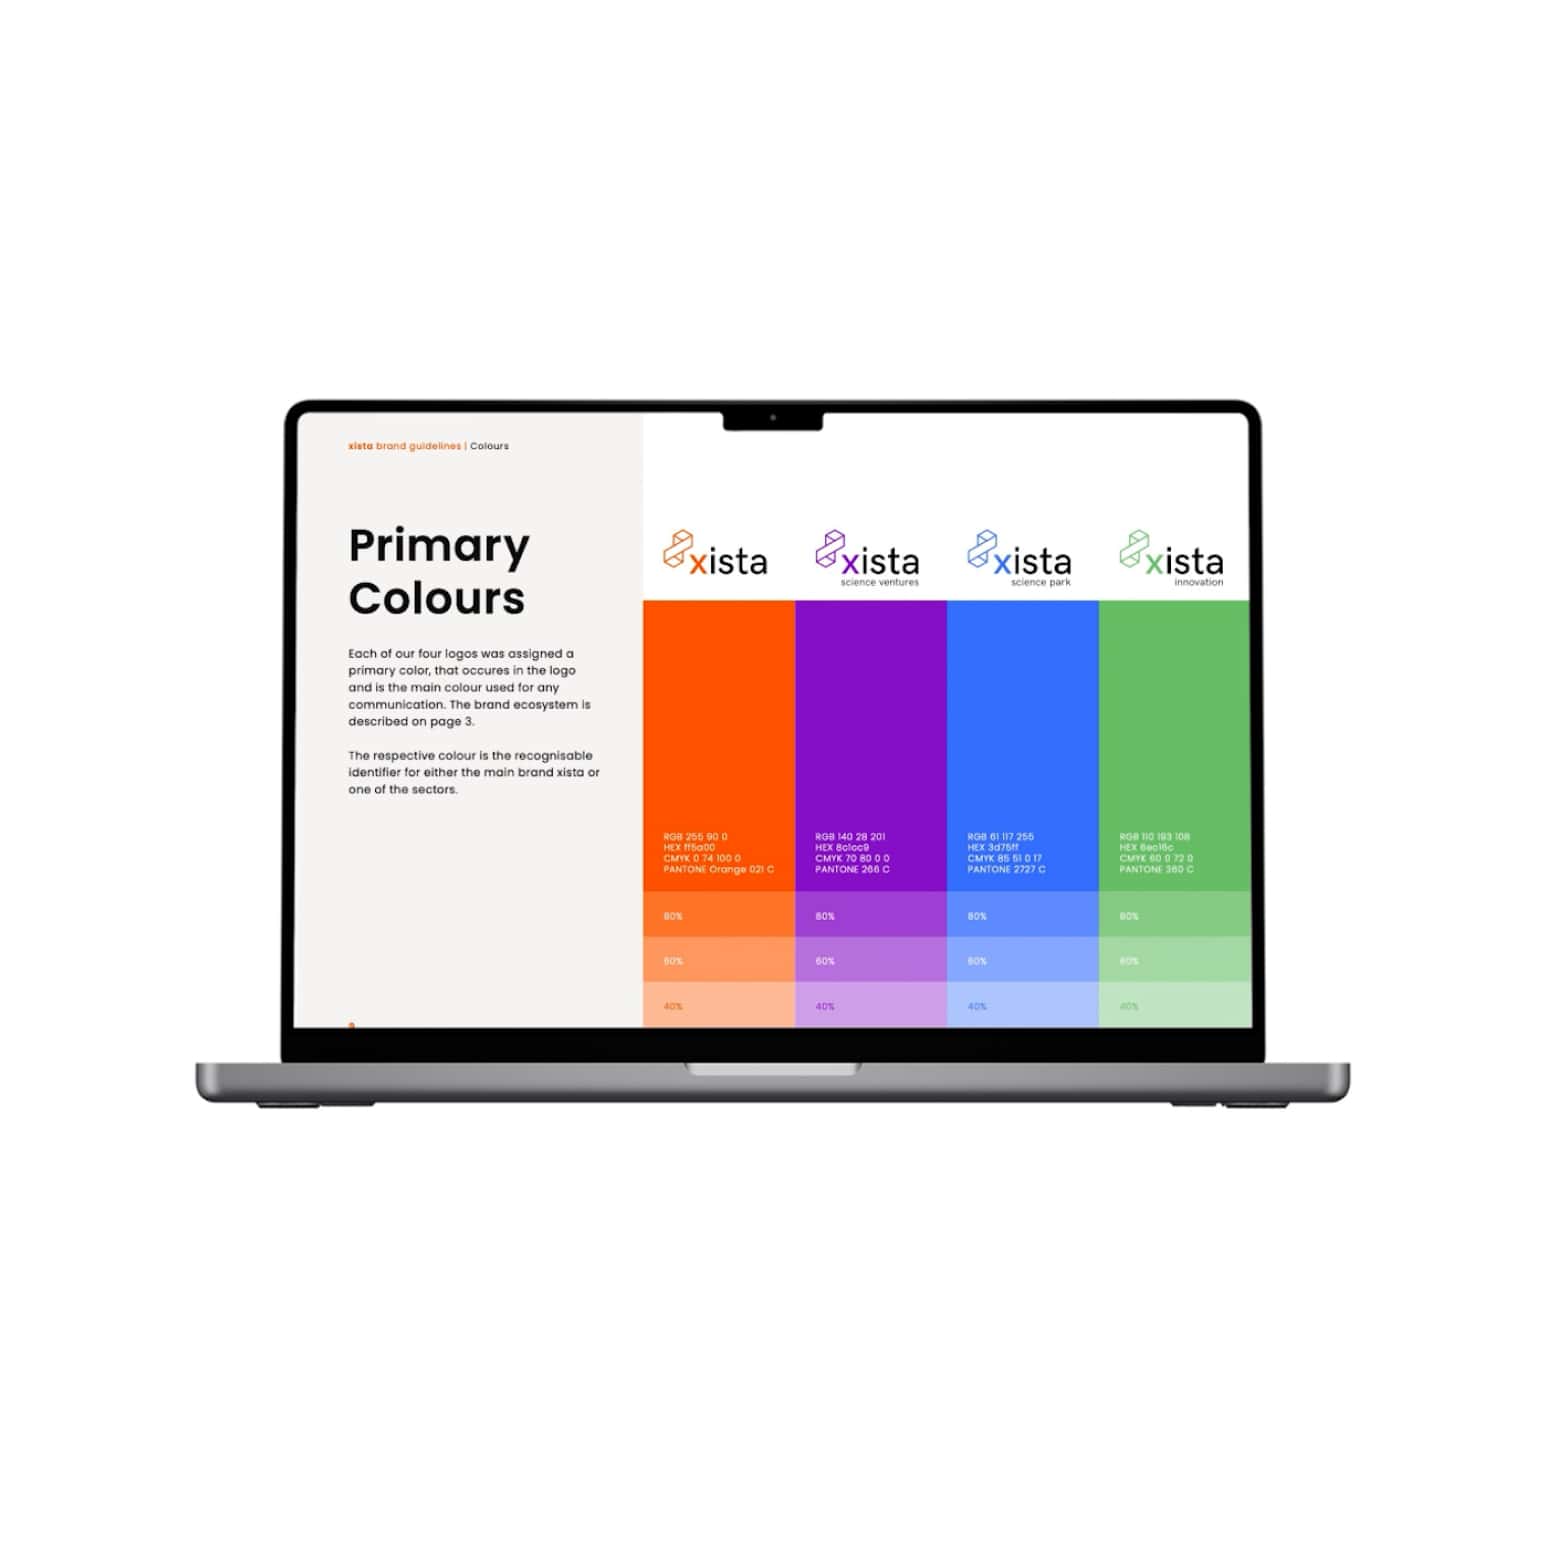 xista brand guidelines | Colours
Primary
Colours
Each of our four logos was assigned a
primary color, that occures in the logo
and is the main colour used for any
communication. The brand ecosystem is
described on page 3.
The respective colour is the recognisable
identifier for either the main brand xista or
one of the sectors.
xista
RGB 255 90 0
HEX ff5a00
CMYK 0 74 100 0
PANTONE Orange 021 C
80%
60%
40%
xista
science ventures
RGB 140 28 201
HEX 8c1cc9
CMYK 70 80 0 0
PANTONE 266 C
80%
60%
40%
xista
science park
RGB 61 117 255
HEX 3d75ff
CMYK 85 51 0 17
PANTONE 2727 C
80%
60%
40%
xista
innovation
RGB 110 193 108
HEX 6ec16c
CMYK 60 0 72 0
PANTONE 360 C
80%
60%
40%